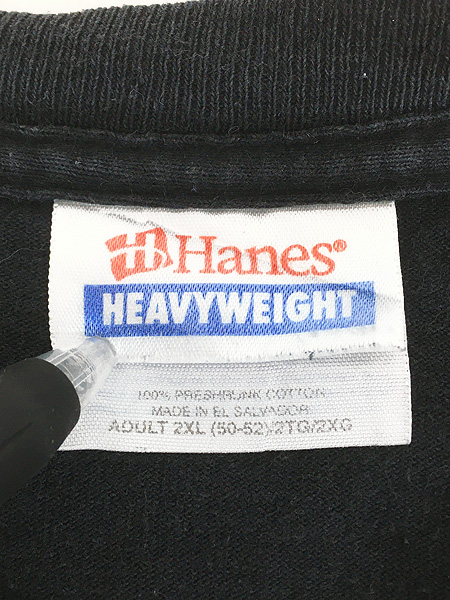 Hanes®
HEAVYWEIGHT
100% PRESHRUNK COTTON
MADE IN EL SALVADOR
ADULT 2XL (50-52)/2TG/2XG